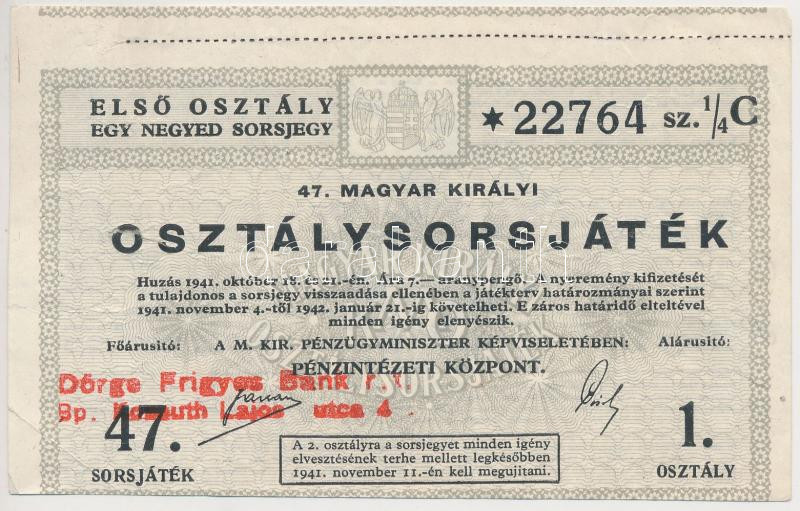 ELSŐ OSZTÁLY
EGY NEGYED SORSJEGY
✶22764 sz. 1/4 C
47. MAGYAR KIRÁLYI
OSZTÁLYSORSJÁTÉK
Huzás 1941. október 18. és 21.-én. Ára 7.— aranypengő. A nyeremény kifizetését
a tulajdonos a sorsjegy visszaadása ellenében a játékterv határozmányai szerint
1941. november 4.-től 1942. január 21.-ig követelheti. E záros határidő elteltével
minden igény elenyészik.
Főárusitó: A M. KIR. PÉNZÜGYMINISZTER KÉPVISELETÉBEN: Alárusitó:
PÉNZINTÉZETI KÖZPONT.
Dörge Frigyes Bank r.t.
Bp. Kossuth Lajos utca 4.
47.
SORSJÁTÉK
A 2. osztályra a sorsjegyet minden igény
elvesztésének terhe mellett legkésőbben
1941. november 11.-én kell megujitani.
1.
OSZTÁLY